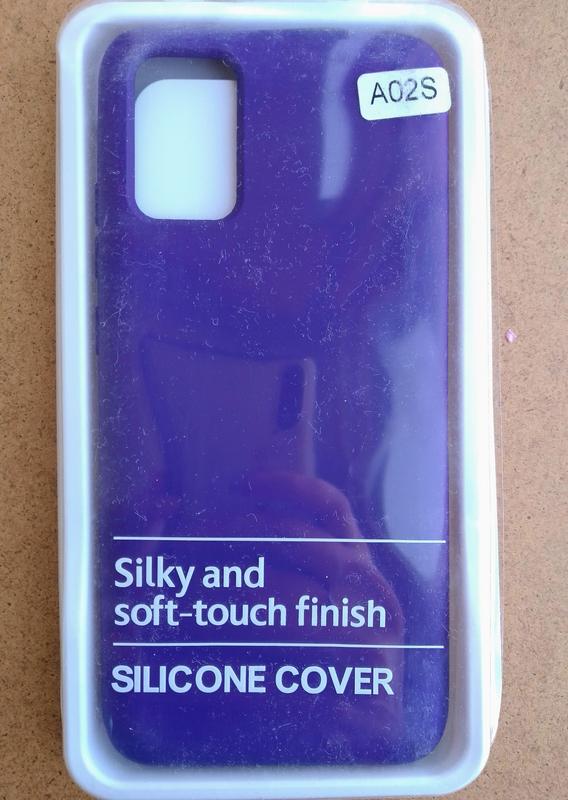 A02S
Silky and
soft-touch finish
SILICONE COVER